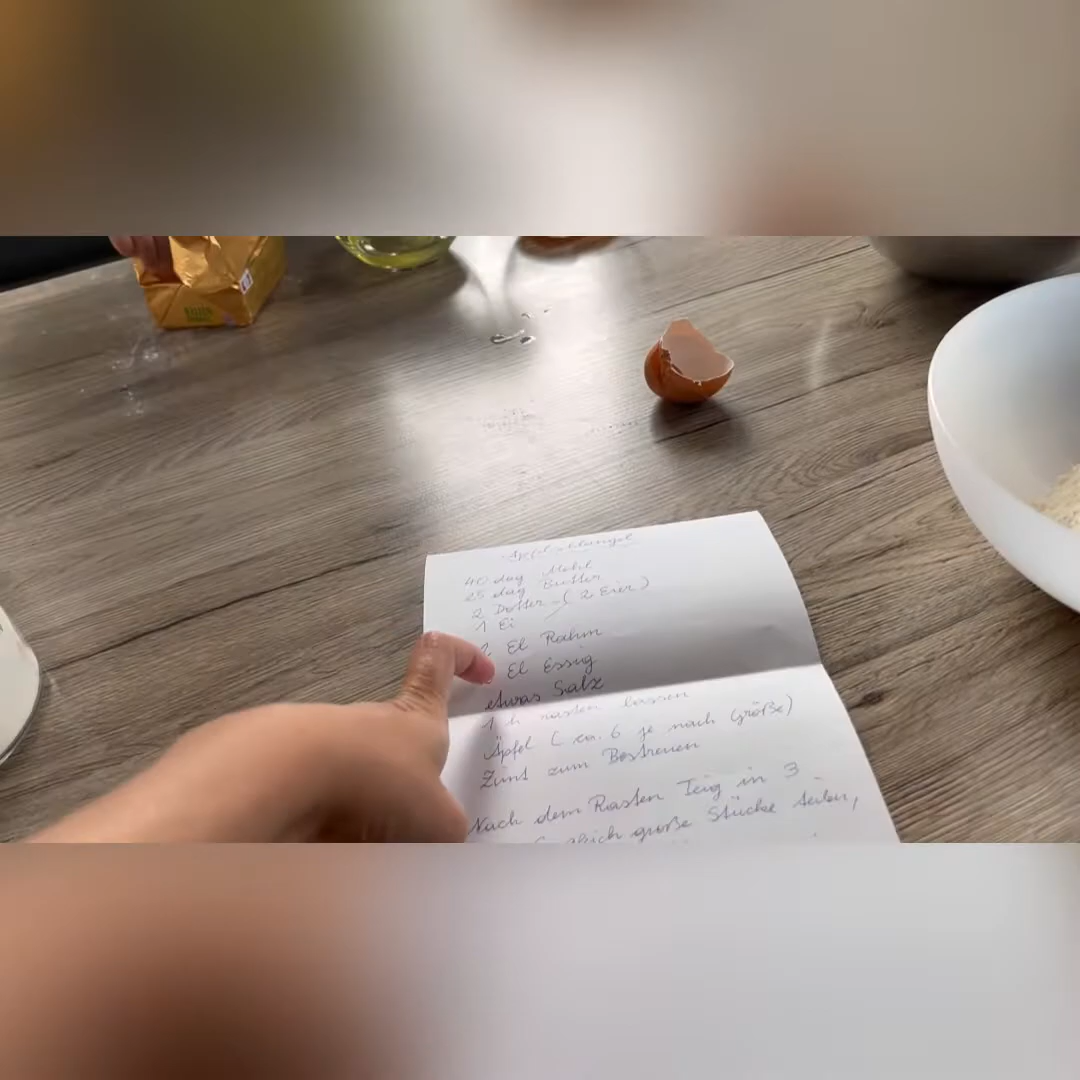 Apfelschlangel
40 dag Mehl
25 dag Butter
2 Dotter - (2 Eier)
1 Ei
2 El Rahm
El Essig
etwas Salz
1 h rasten lassen
Äpfel (ca. 6 je nach Größe)
Zimt zum Bestreuen
Nach dem Rasten Teig in 3
gleich große Stücke teilen,